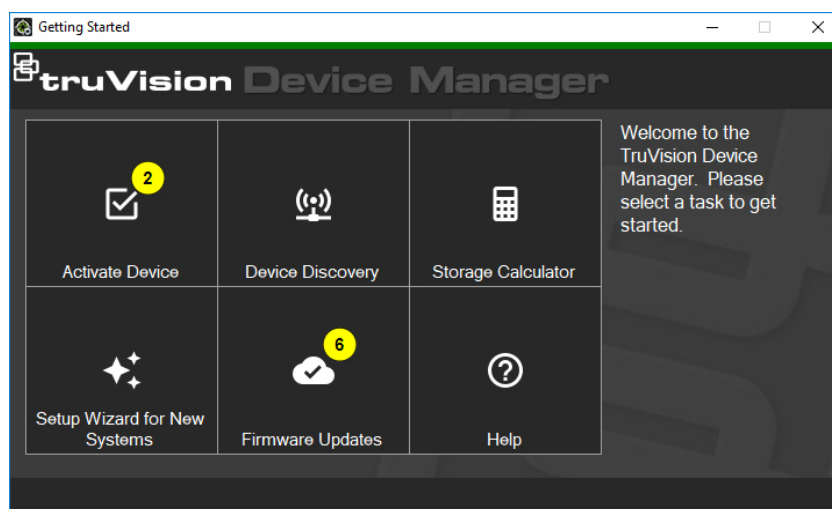 Getting Started
truVision Device Manager
2
Activate Device
Device Discovery
Storage Calculator
Welcome to the
TruVision Device
Manager. Please
select a task to get
started.
Setup Wizard for New
Systems
6
Firmware Updates
Help